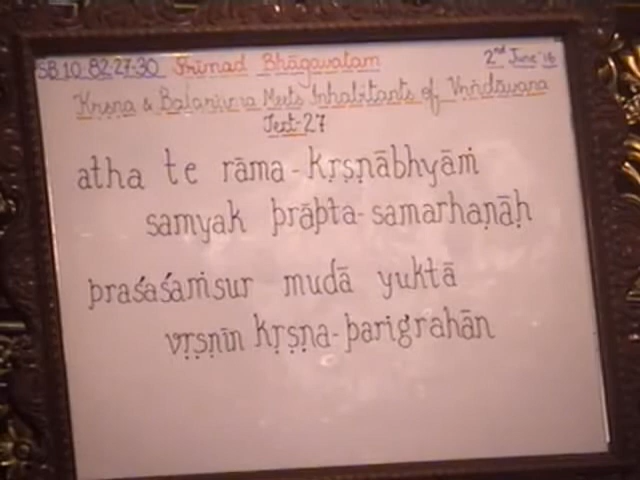 SB.10.82.27-30 Śrīmad Bhāgavatam 2nd June '16
Kṛṣṇa & Balarāma Meets Inhabitants of Vṛndāvana
Text-27
atha te rāma-kṛṣṇābhyāṁ
samyak prāpta-samarhaṇāḥ
praśaśaṁsur mudā yuktā
vṛṣṇīn kṛṣṇa-parigrahān